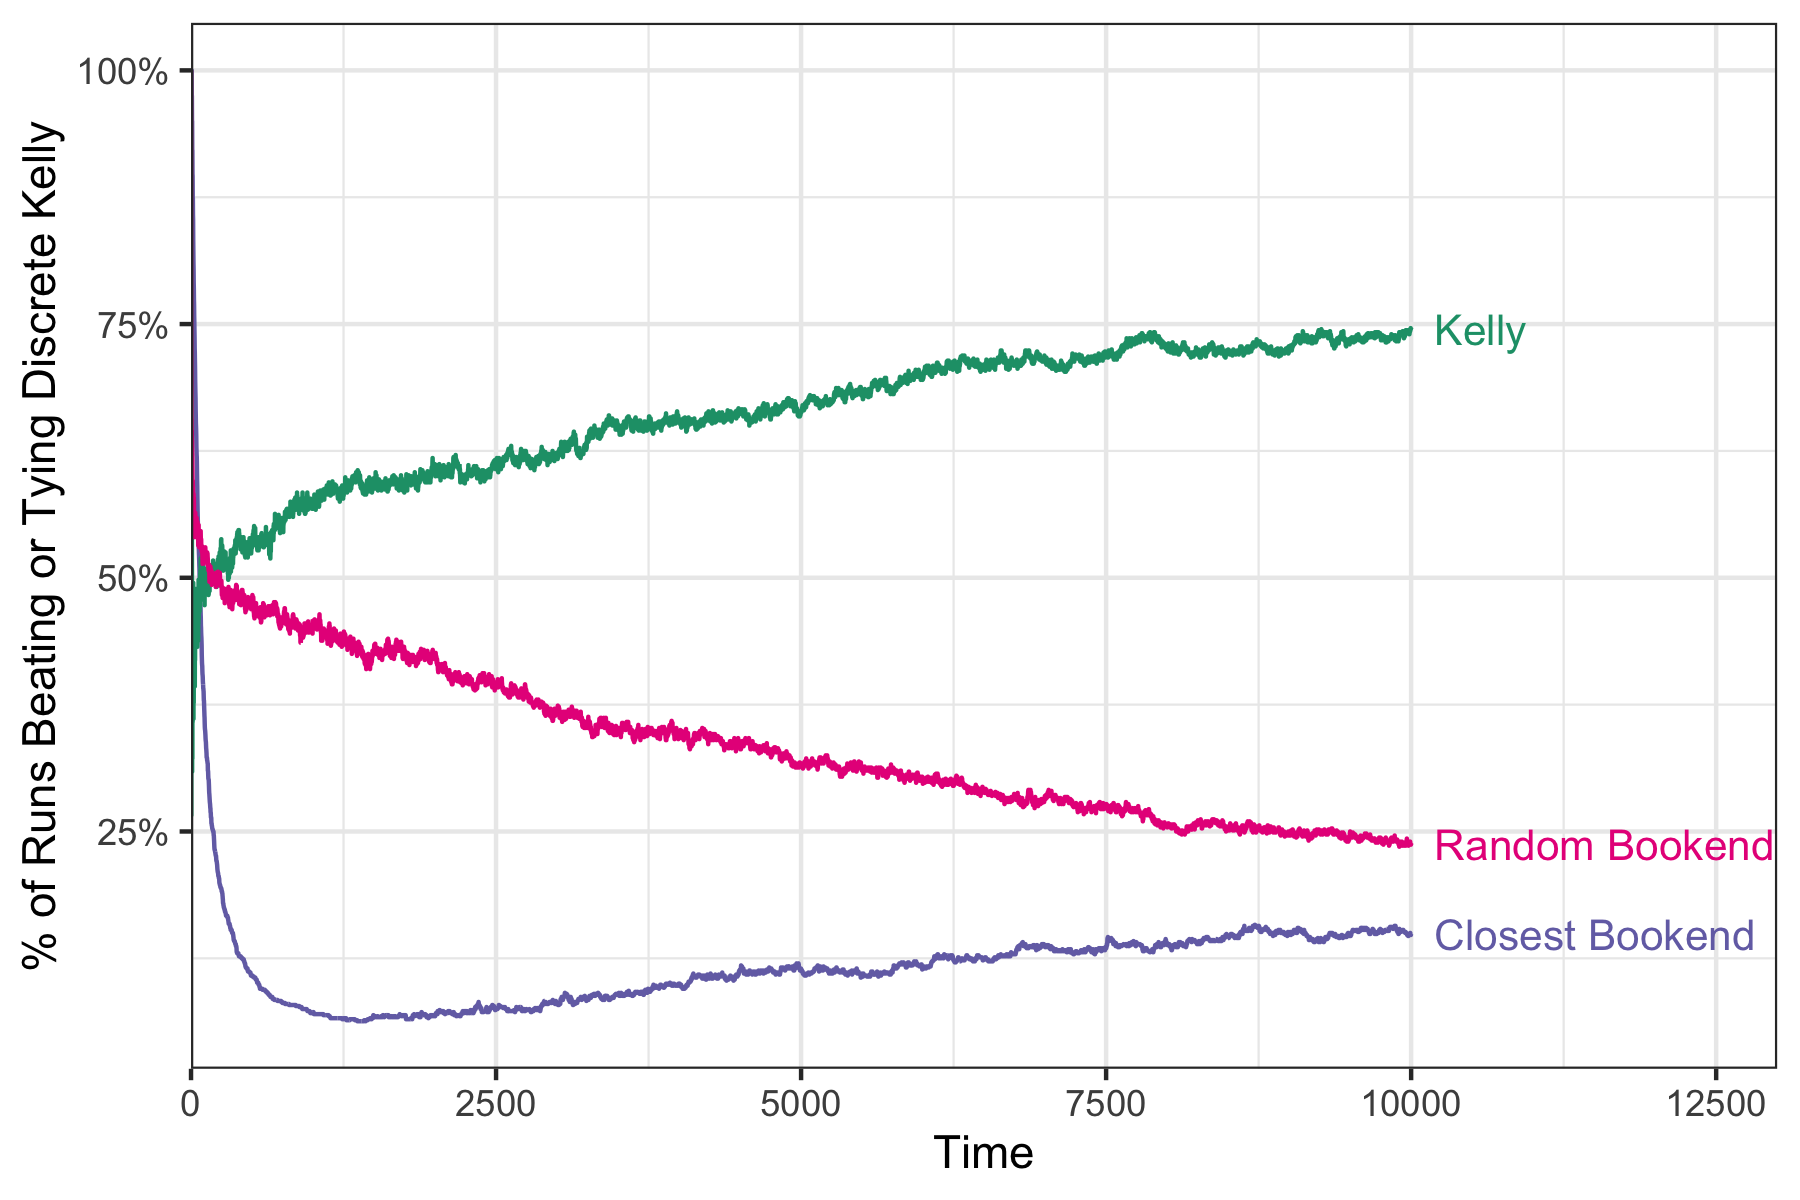 % of Runs Beating or Tying Discrete Kelly
100%
75%
50%
25%
Kelly
Random Bookend
Closest Bookend
0 2500 5000 7500 10000 12500
Time